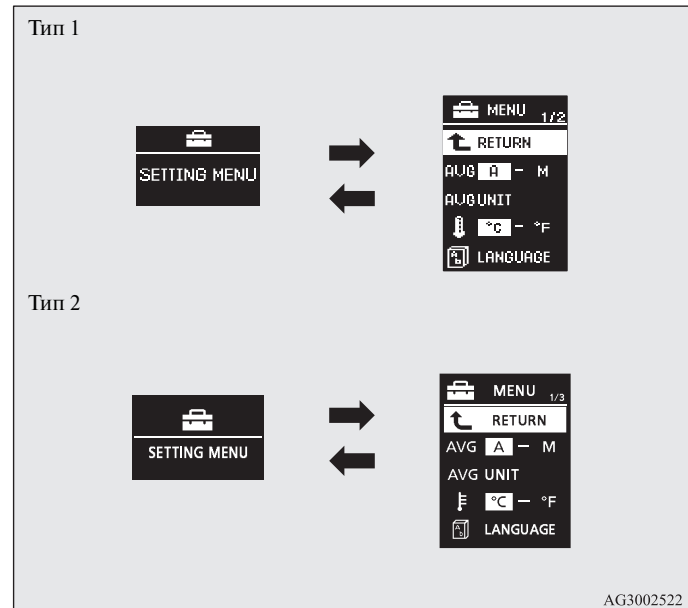 Тип 1
SETTING MENU
MENU 1/2
RETURN
AVG A - M
AVG UNIT
°C - °F
LANGUAGE
Тип 2
SETTING MENU
MENU 1/3
RETURN
AVG A - M
AVG UNIT
°C - °F
LANGUAGE
AG3002522